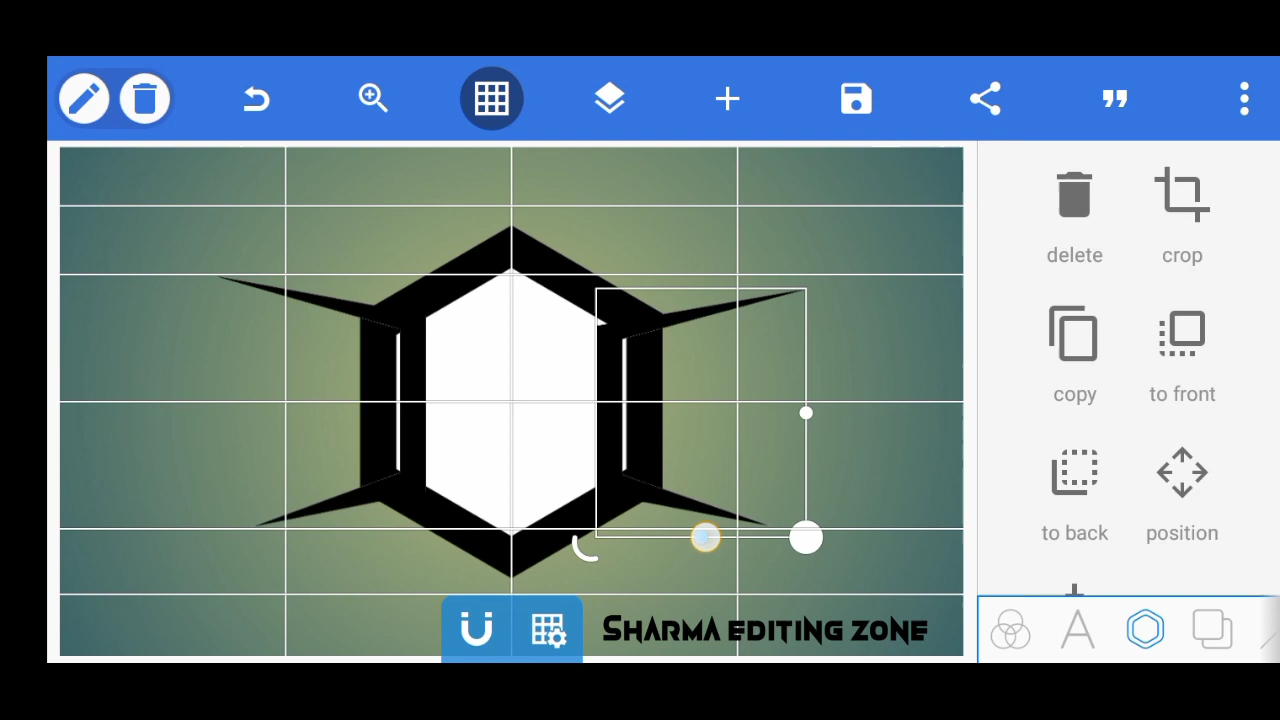 delete
crop
copy
to front
to back
position
SHARMA EDITING ZONE